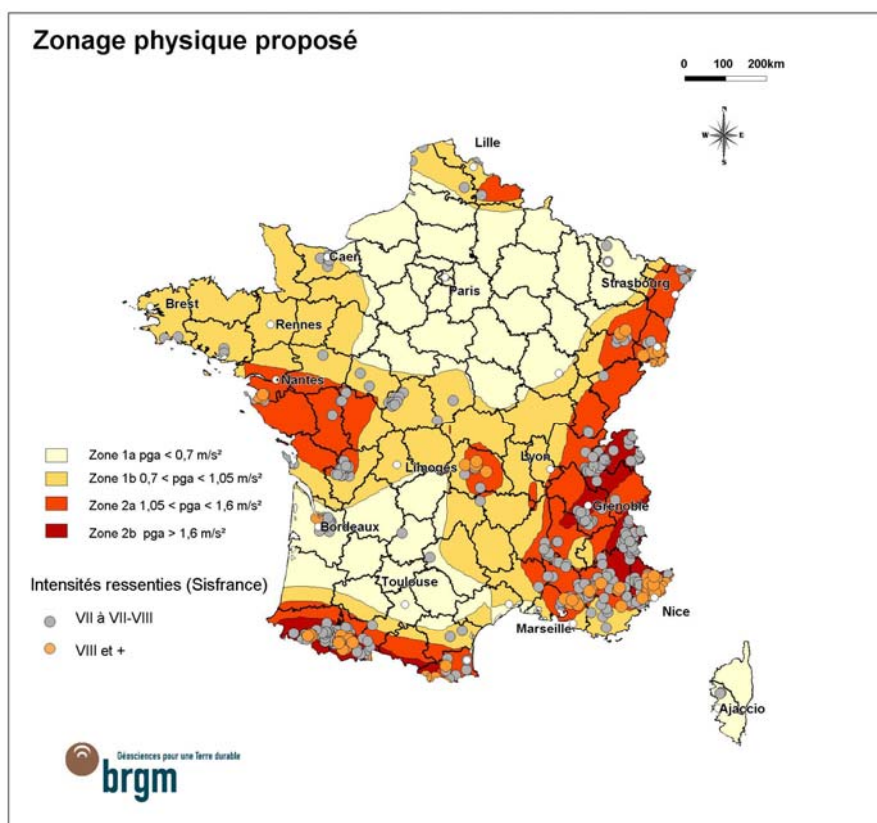 Zonage physique proposé
0 100 200km
N
W E
S
Lille
Caen
Paris
Strasbourg
Brest
Rennes
Nantes
Limoges
Lyon
Grenoble
Bordeaux
Toulouse
Marseille
Nice
Ajaccio
Zone 1a pga < 0,7 m/s²
Zone 1b 0,7 < pga < 1,05 m/s²
Zone 2a 1,05 < pga < 1,6 m/s²
Zone 2b pga > 1,6 m/s²
Intensités ressenties (Sisfrance)
VII à VII-VIII
VIII et +
Géosciences pour une Terre durable
brgm